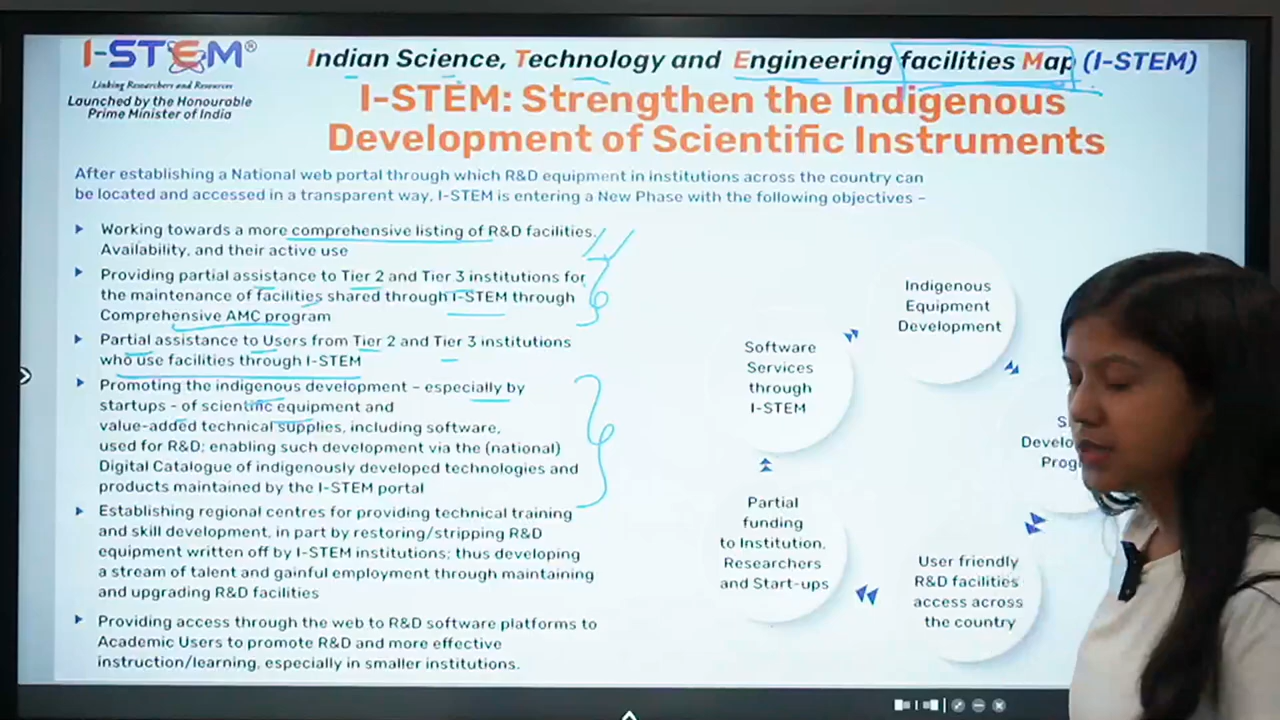 I-STEM®
Linking Researchers and Resources
Launched by the Honourable
Prime Minister of India
Indian Science, Technology and Engineering facilities Map (I-STEM)
I-STEM: Strengthen the Indigenous
Development of Scientific Instruments
After establishing a National web portal through which R&D equipment in institutions across the country can
be located and accessed in a transparent way, I-STEM is entering a New Phase with the following objectives –
Working towards a more comprehensive listing of R&D facilities.
Availability, and their active use
Providing partial assistance to Tier 2 and Tier 3 institutions for
the maintenance of facilities shared through I-STEM through
Comprehensive AMC program
Partial assistance to Users from Tier 2 and Tier 3 institutions
who use facilities through I-STEM
Promoting the indigenous development – especially by
startups - of scientific equipment and
value-added technical supplies, including software,
used for R&D; enabling such development via the (national)
Digital Catalogue of indigenously developed technologies and
products maintained by the I-STEM portal
Establishing regional centres for providing technical training
and skill development, in part by restoring/stripping R&D
equipment written off by I-STEM institutions; thus developing
a stream of talent and gainful employment through maintaining
and upgrading R&D facilities
Providing access through the web to R&D software platforms to
Academic Users to promote R&D and more effective
instruction/learning, especially in smaller institutions.
Indigenous
Equipment
Development
Software
Services
through
I-STEM
Partial
funding
to Institution,
Researchers
and Start-ups
User friendly
R&D facilities
access across
the country